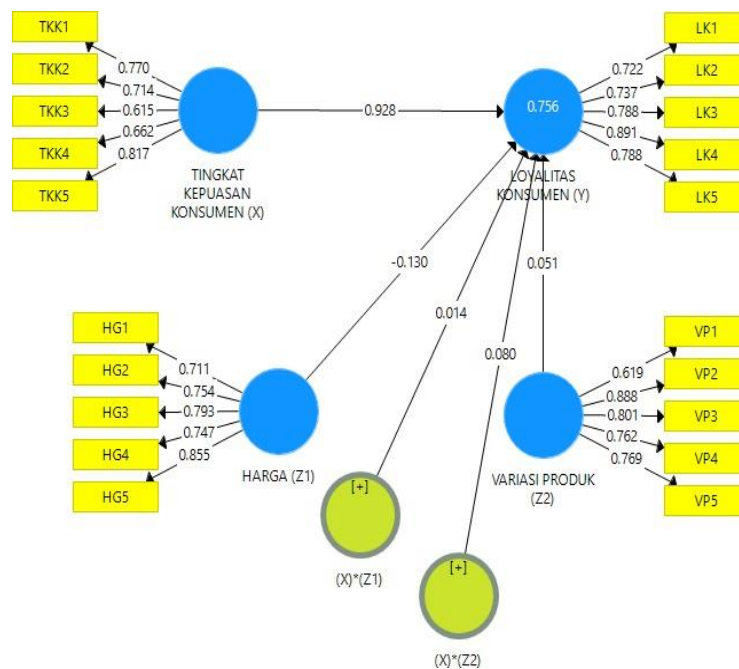 TKK1
TKK2
TKK3
TKK4
TKK5
0.770
0.714
0.615
0.662
0.817
TINGKAT
KEPUASAN
KONSUMEN (X)
0.928
0.756
LOYALITAS
KONSUMEN (Y)
0.722
0.737
0.788
0.891
0.788
LK1
LK2
LK3
LK4
LK5
-0.130
0.014
0.080
0.051
HG1
HG2
HG3
HG4
HG5
0.711
0.754
0.793
0.747
0.855
HARGA (Z1)
[+]
(X)*(Z1)
[+]
(X)*(Z2)
VARIASI PRODUK
(Z2)
0.619
0.888
0.801
0.762
0.769
VP1
VP2
VP3
VP4
VP5